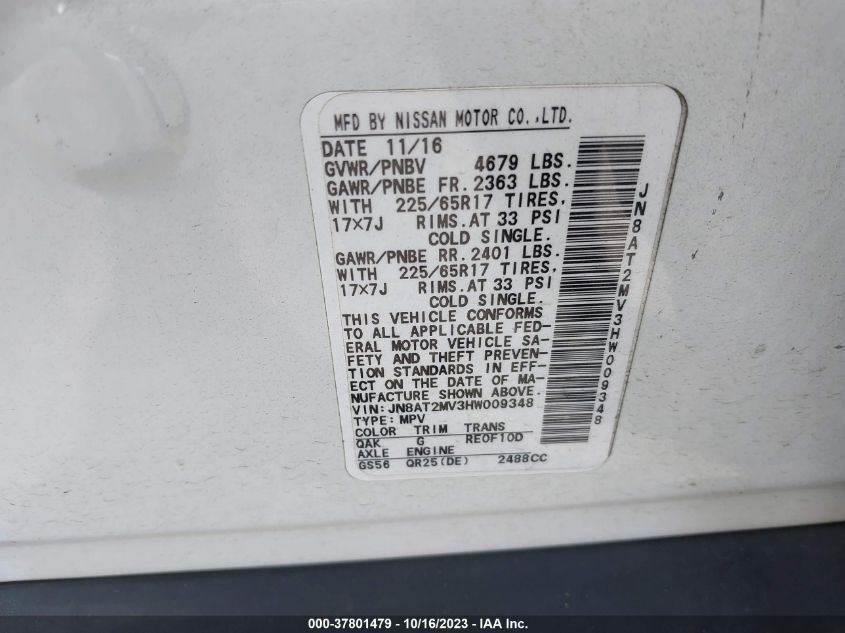 MFD BY NISSAN MOTOR CO.,LTD.
DATE 11/16
GVWR/PNBV 4679 LBS.
GAWR/PNBE FR. 2363 LBS.
WITH 225/65R17 TIRES,
17×7J RIMS. AT 33 PSI
COLD SINGLE.
GAWR/PNBE RR. 2401 LBS.
WITH 225/65R17 TIRES,
17×7J RIMS. AT 33 PSI
COLD SINGLE.
THIS VEHICLE CONFORMS
TO ALL APPLICABLE FED-
ERAL MOTOR VEHICLE SA-
FETY AND THEFT PREVEN-
TION STANDARDS IN EFF-
ECT ON THE DATE OF MA-
NUFACTURE SHOWN ABOVE.
VIN: JN8AT2MV3HW009348
TYPE: MPV
COLOR TRIM TRANS
QAK G RE0F10D
AXLE ENGINE
GS56 QR25(DE) 2488CC
JN8AT2MV3HW009348
000-37801479 - 10/16/2023 - IAA Inc.